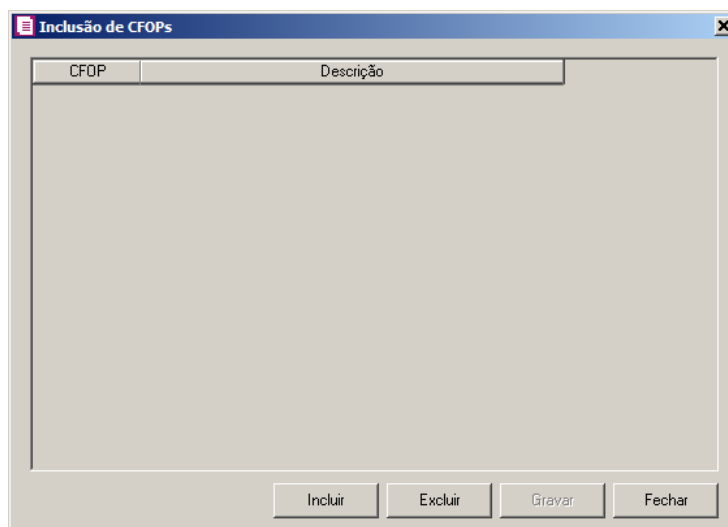 Inclusão de CFOPs
CFOP Descrição
Incluir Excluir Gravar Fechar